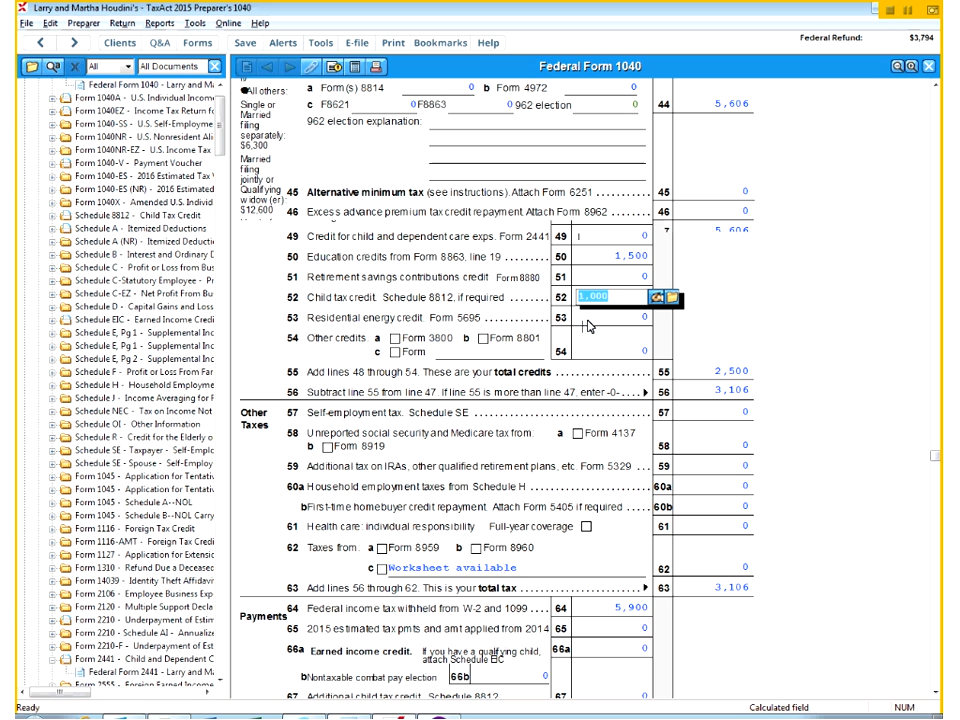 Larry and Martha Houdini's - TaxAct 2015 Preparer's 1040
File Edit Preparer Return Reports Tools Online Help
Clients Q&A Forms Save Alerts Tools E-file Print Bookmarks Help
Federal Refund: $3,794
All All Documents
Federal Form 1040
Federal Form 1040 - Larry and Ma
Form 1040A - U.S. Individual Income
Form 1040EZ - Income Tax Return fo
Form 1040-SS - U.S. Self-Employme
Form 1040NR - U.S. Nonresident Ali
Form 1040NR-EZ - U.S. Income Tax
Form 1040-V - Payment Voucher
Form 1040-ES - 2016 Estimated Tax
Form 1040-ES (NR) - 2016 Estimated
Form 1040X - Amended U.S. Individ
Schedule 8812 - Child Tax Credit
Schedule A - Itemized Deductions
Schedule A (NR) - Itemized Deducti
Schedule B - Interest and Ordinary D
Schedule C - Profit or Loss from Bus
Schedule C-Statutory Employee - Pr
Schedule C-EZ - Net Profit From Bu
Schedule D - Capital Gains and Loss
Schedule EIC - Earned Income Credi
Schedule E, Pg 1 - Supplemental Inc
Schedule E, Pg 1 - Supplemental Inc
Schedule E, Pg 2 - Supplemental Inc
Schedule F - Profit or Loss From Far
Schedule H - Household Employme
Schedule J - Income Averaging for F
Schedule NEC - Tax on Income Not
Schedule OI - Other Information
Schedule R - Credit for the Elderly o
Schedule SE - Taxpayer - Self-Emplo
Schedule SE - Spouse - Self-Employ
Form 1045 - Application for Tentativ
Form 1045 - Application for Tentativ
Form 1045 - Schedule A--NOL
Form 1045 - Schedule B--NOL Carry
Form 1116 - Foreign Tax Credit
Form 1116-AMT - Foreign Tax Credi
Form 1127 - Application for Extensic
Form 1310 - Refund Due a Deceased
Form 14039 - Identity Theft Affidavi
Form 2106 - Employee Business Exp
Form 2120 - Multiple Support Decla
Form 2210 - Underpayment of Estim
Form 2210 - Schedule AI - Annualize
Form 2210-F - Underpayment of Est
Form 2441 - Child and Dependent C
Federal Form 2441 - Larry and Ma
Form 2555 - Foreign Earned Income
All others:
Single or
Married
filing
separately:
$6,300
Married
filing
jointly or
Qualifying
widow(er):
$12,600
a Form(s) 8814 0 b Form 4972 0
c F8621 0 F8863 0 962 election 0 44 5,606
962 election explanation:
45 Alternative minimum tax (see instructions). Attach Form 6251 45 0
46 Excess advance premium tax credit repayment. Attach Form 8962 46 0
7 5,606
49 Credit for child and dependent care exps. Form 2441 49 0
50 Education credits from Form 8863, line 19 50 1,500
51 Retirement savings contributions credit Form 8880 51 0
52 Child tax credit. Schedule 8812, if required 52 1,000
53 Residential energy credit. Form 5695 53 0
54 Other credits a Form 3800 b Form 8801
c Form 54 0
55 Add lines 48 through 54. These are your total credits 55 2,500
56 Subtract line 55 from line 47. If line 55 is more than line 47, enter -0- 56 3,106
Other
Taxes
57 Self-employment tax. Schedule SE 57 0
58 Unreported social security and Medicare tax from: a Form 4137
b Form 8919 58 0
59 Additional tax on IRAs, other qualified retirement plans, etc. Form 5329 59 0
60a Household employment taxes from Schedule H 60a 0
b First-time homebuyer credit repayment. Attach Form 5405 if required 60b 0
61 Health care: individual responsibility Full-year coverage 61 0
62 Taxes from: a Form 8959 b Form 8960
c Worksheet available 62 0
63 Add lines 56 through 62. This is your total tax 63 3,106
Payments
64 Federal income tax withheld from W-2 and 1099 64 5,900
65 2015 estimated tax pmts and amt applied from 2014 65 0
66a Earned income credit. If you have a qualifying child, attach Schedule EIC 66a 0
b Nontaxable combat pay election 66b 0
67 Additional child tax credit. Schedule 8812 67 0
Ready
Calculated field
NUM